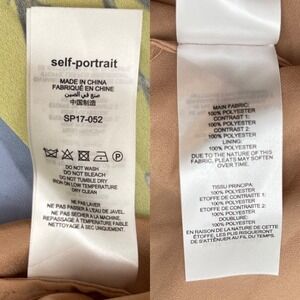 self-portrait
MADE IN CHINA
FABRIQUÉ EN CHINE
صنع في الصين
中国制造
SP17-052
DO NOT WASH
DO NOT BLEACH
DO NOT TUMBLE DRY
IRON ON LOW TEMPERATURE
DRY CLEAN
NE PAS LAVER
NE PAS PASSER À L'EAU DE JAVEL
NE PAS SÉCHER À LA MACHINE
REPASSAGE À BASSE TEMPÉRATURE
NETTOYAGE À SEC UNIQUEMENT
MAIN FABRIC:
100% POLYESTER
CONTRAST 1:
100% POLYESTER
CONTRAST 2:
100% POLYESTER
LINING:
100% POLYESTER
DUE TO THE NATURE OF THIS
FABRIC, PLEATS MAY SOFTEN
OVER TIME.
TISSU PRINCIPAL:
100% POLYESTER
ETOFFE DE CONTRASTE 1:
100% POLYESTER
ETOFFE DE CONTRASTE 2:
100% POLYESTER
DOUBLURE:
100% POLYESTER
EN RAISON DE LA NATURE DE CETTE
ÉTOFFE, LES PLIS RISQUERONT
DE S'ATTÉNUER AU FIL DU TEMPS.